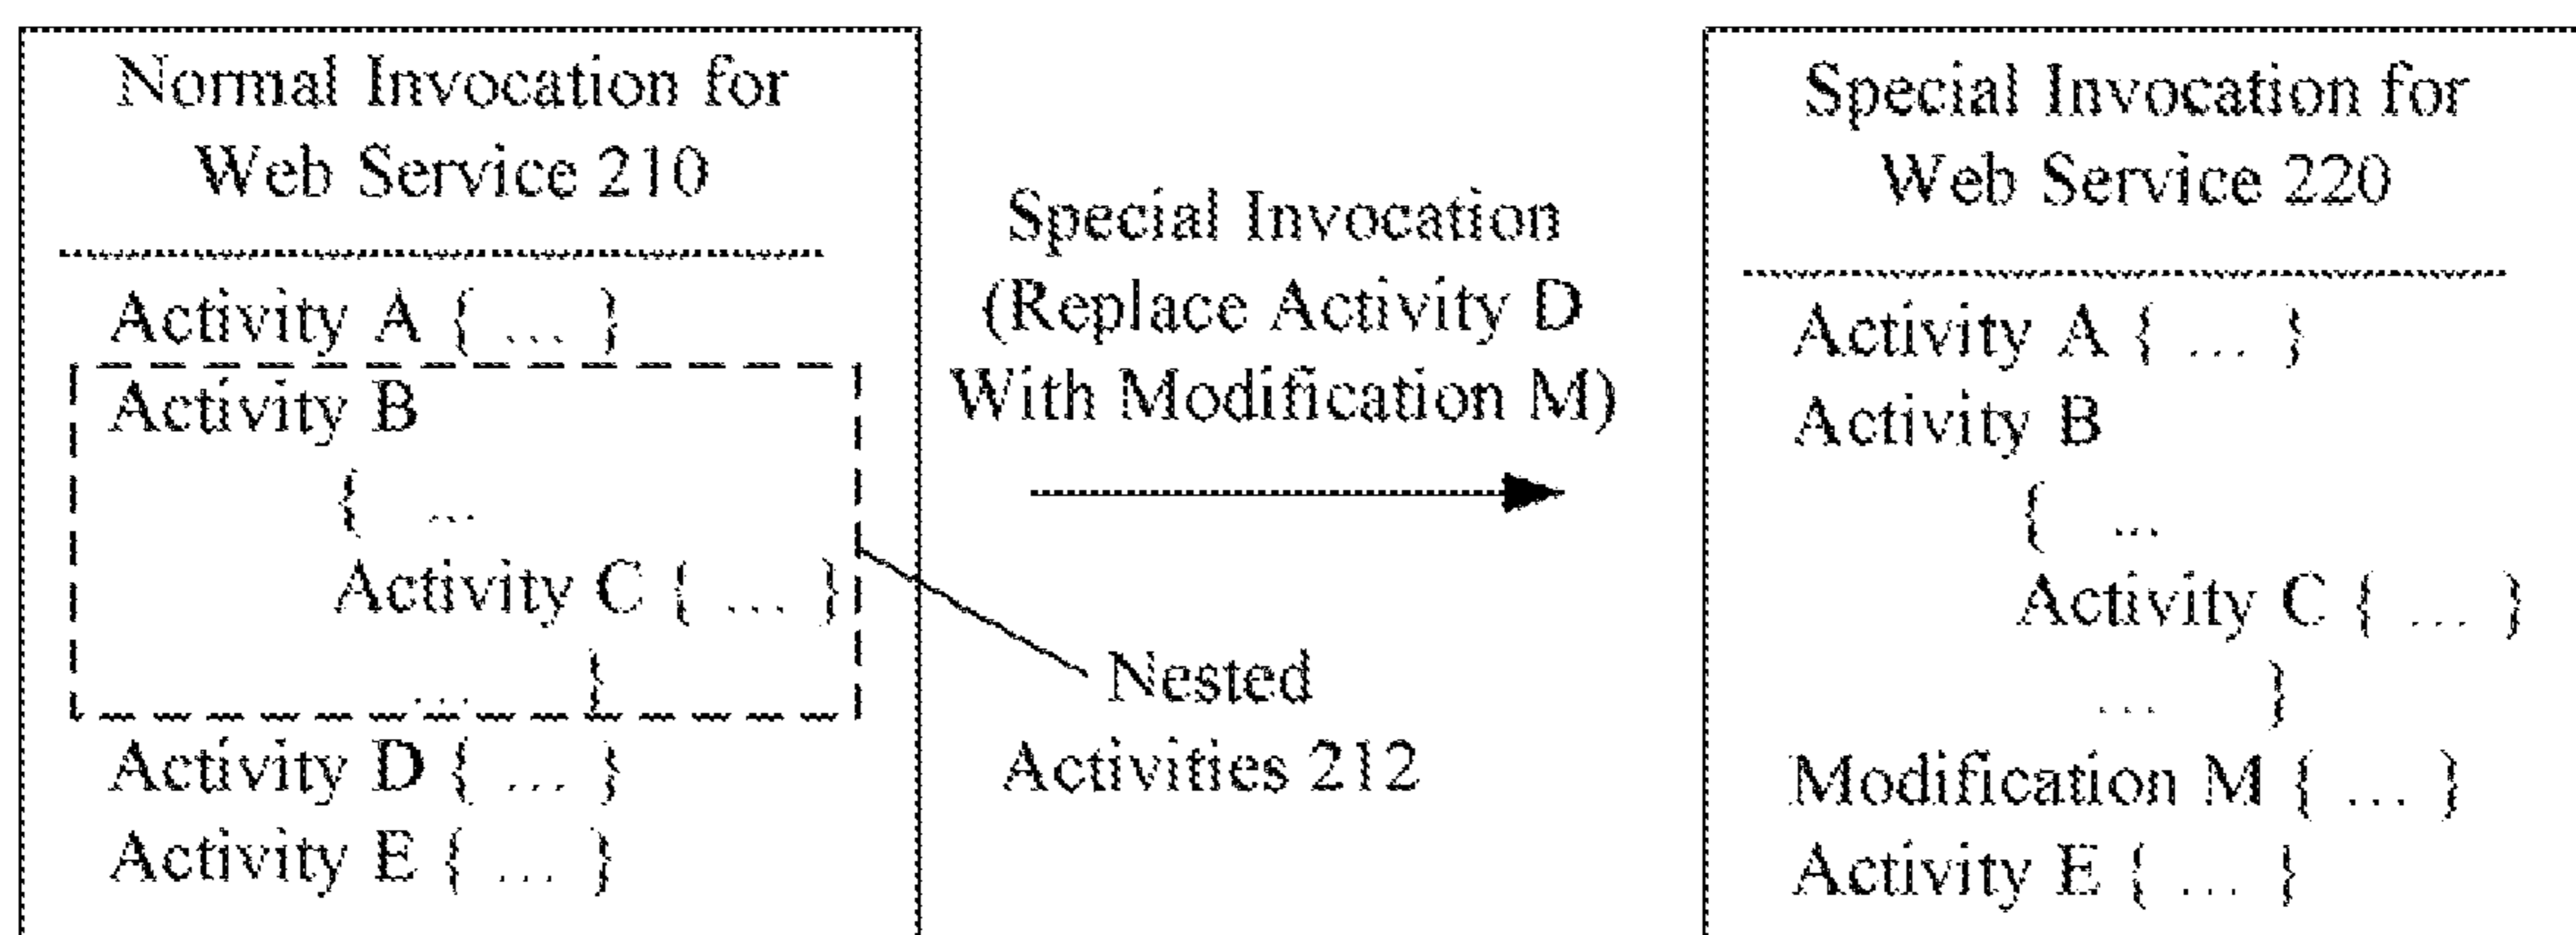 Normal Invocation for
Web Service 210
Activity A { ... }
Activity B
{ ...
Activity C { ... }
... }
Activity D { ... }
Activity E { ... }
Special Invocation
(Replace Activity D
With Modification M)
Nested
Activities 212
Special Invocation for
Web Service 220
Activity A { ... }
Activity B
{ ...
Activity C { ... }
... }
Modification M { ... }
Activity E { ... }